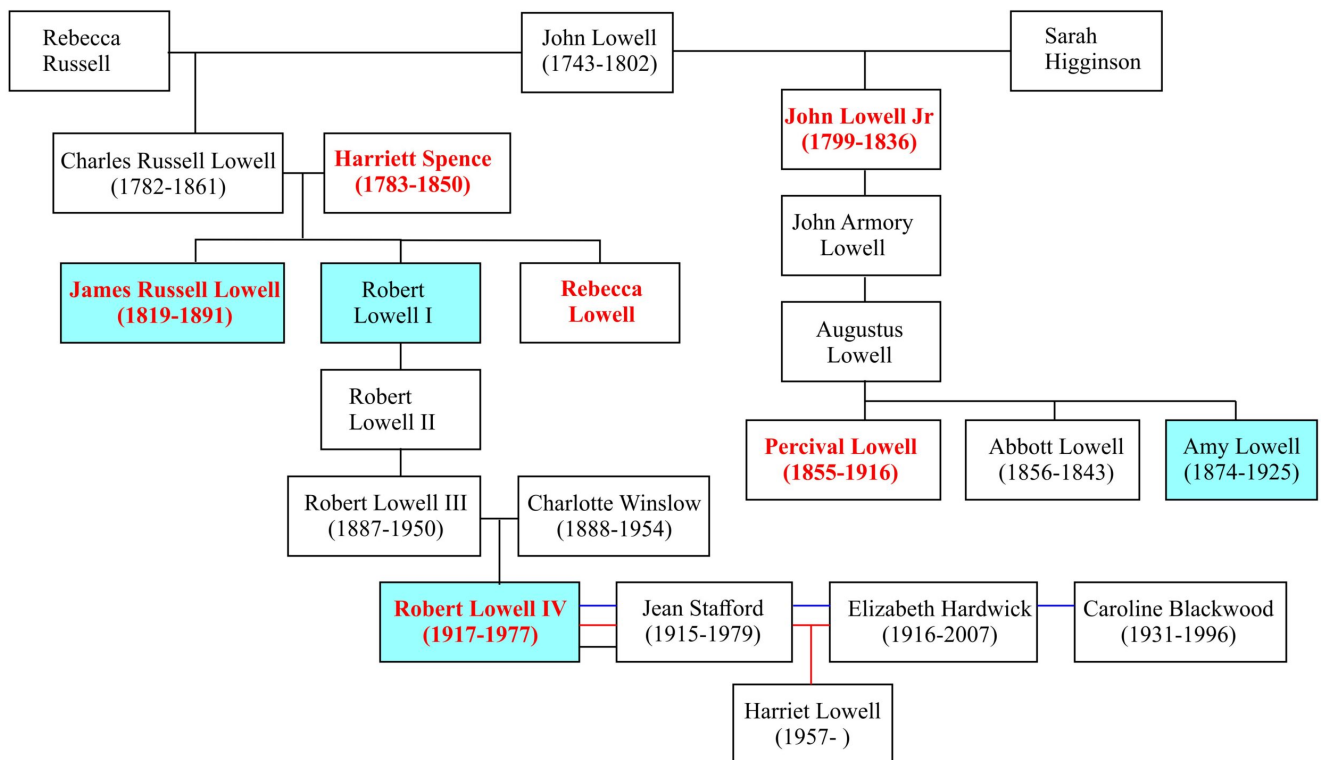 Rebecca
Russell
John Lowell
(1743-1802)
Sarah
Higginson
John Lowell Jr
(1799-1836)
Charles Russell Lowell
(1782-1861)
Harriett Spence
(1783-1850)
John Armory
Lowell
James Russell Lowell
(1819-1891)
Robert
Lowell I
Rebecca
Lowell
Augustus
Lowell
Robert
Lowell II
Percival Lowell
(1855-1916)
Abbott Lowell
(1856-1843)
Amy Lowell
(1874-1925)
Robert Lowell III
(1887-1950)
Charlotte Winslow
(1888-1954)
Robert Lowell IV
(1917-1977)
Jean Stafford
(1915-1979)
Elizabeth Hardwick
(1916-2007)
Caroline Blackwood
(1931-1996)
Harriet Lowell
(1957- )